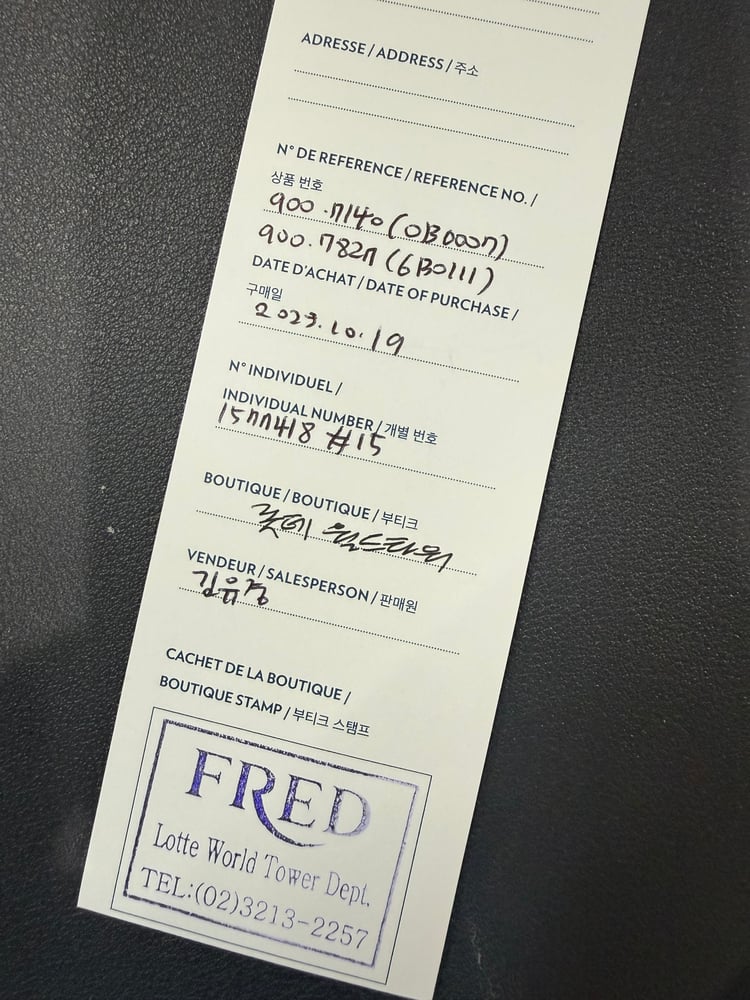 ADRESSE / ADDRESS / 주소
N° DE REFERENCE / REFERENCE NO. /
상품 번호
900.7140 (0B0007)
900.7827 (6B0111)
DATE D'ACHAT / DATE OF PURCHASE /
구매일
2023.10.19
N° INDIVIDUEL /
INDIVIDUAL NUMBER / 개별 번호
1577418 #15
BOUTIQUE / BOUTIQUE / 부티크
롯데 월드타워
VENDEUR / SALESPERSON / 판매원
김유경
CACHET DE LA BOUTIQUE /
BOUTIQUE STAMP / 부티크 스탬프
FRED
Lotte World Tower Dept.
TEL:(02)3213-2257